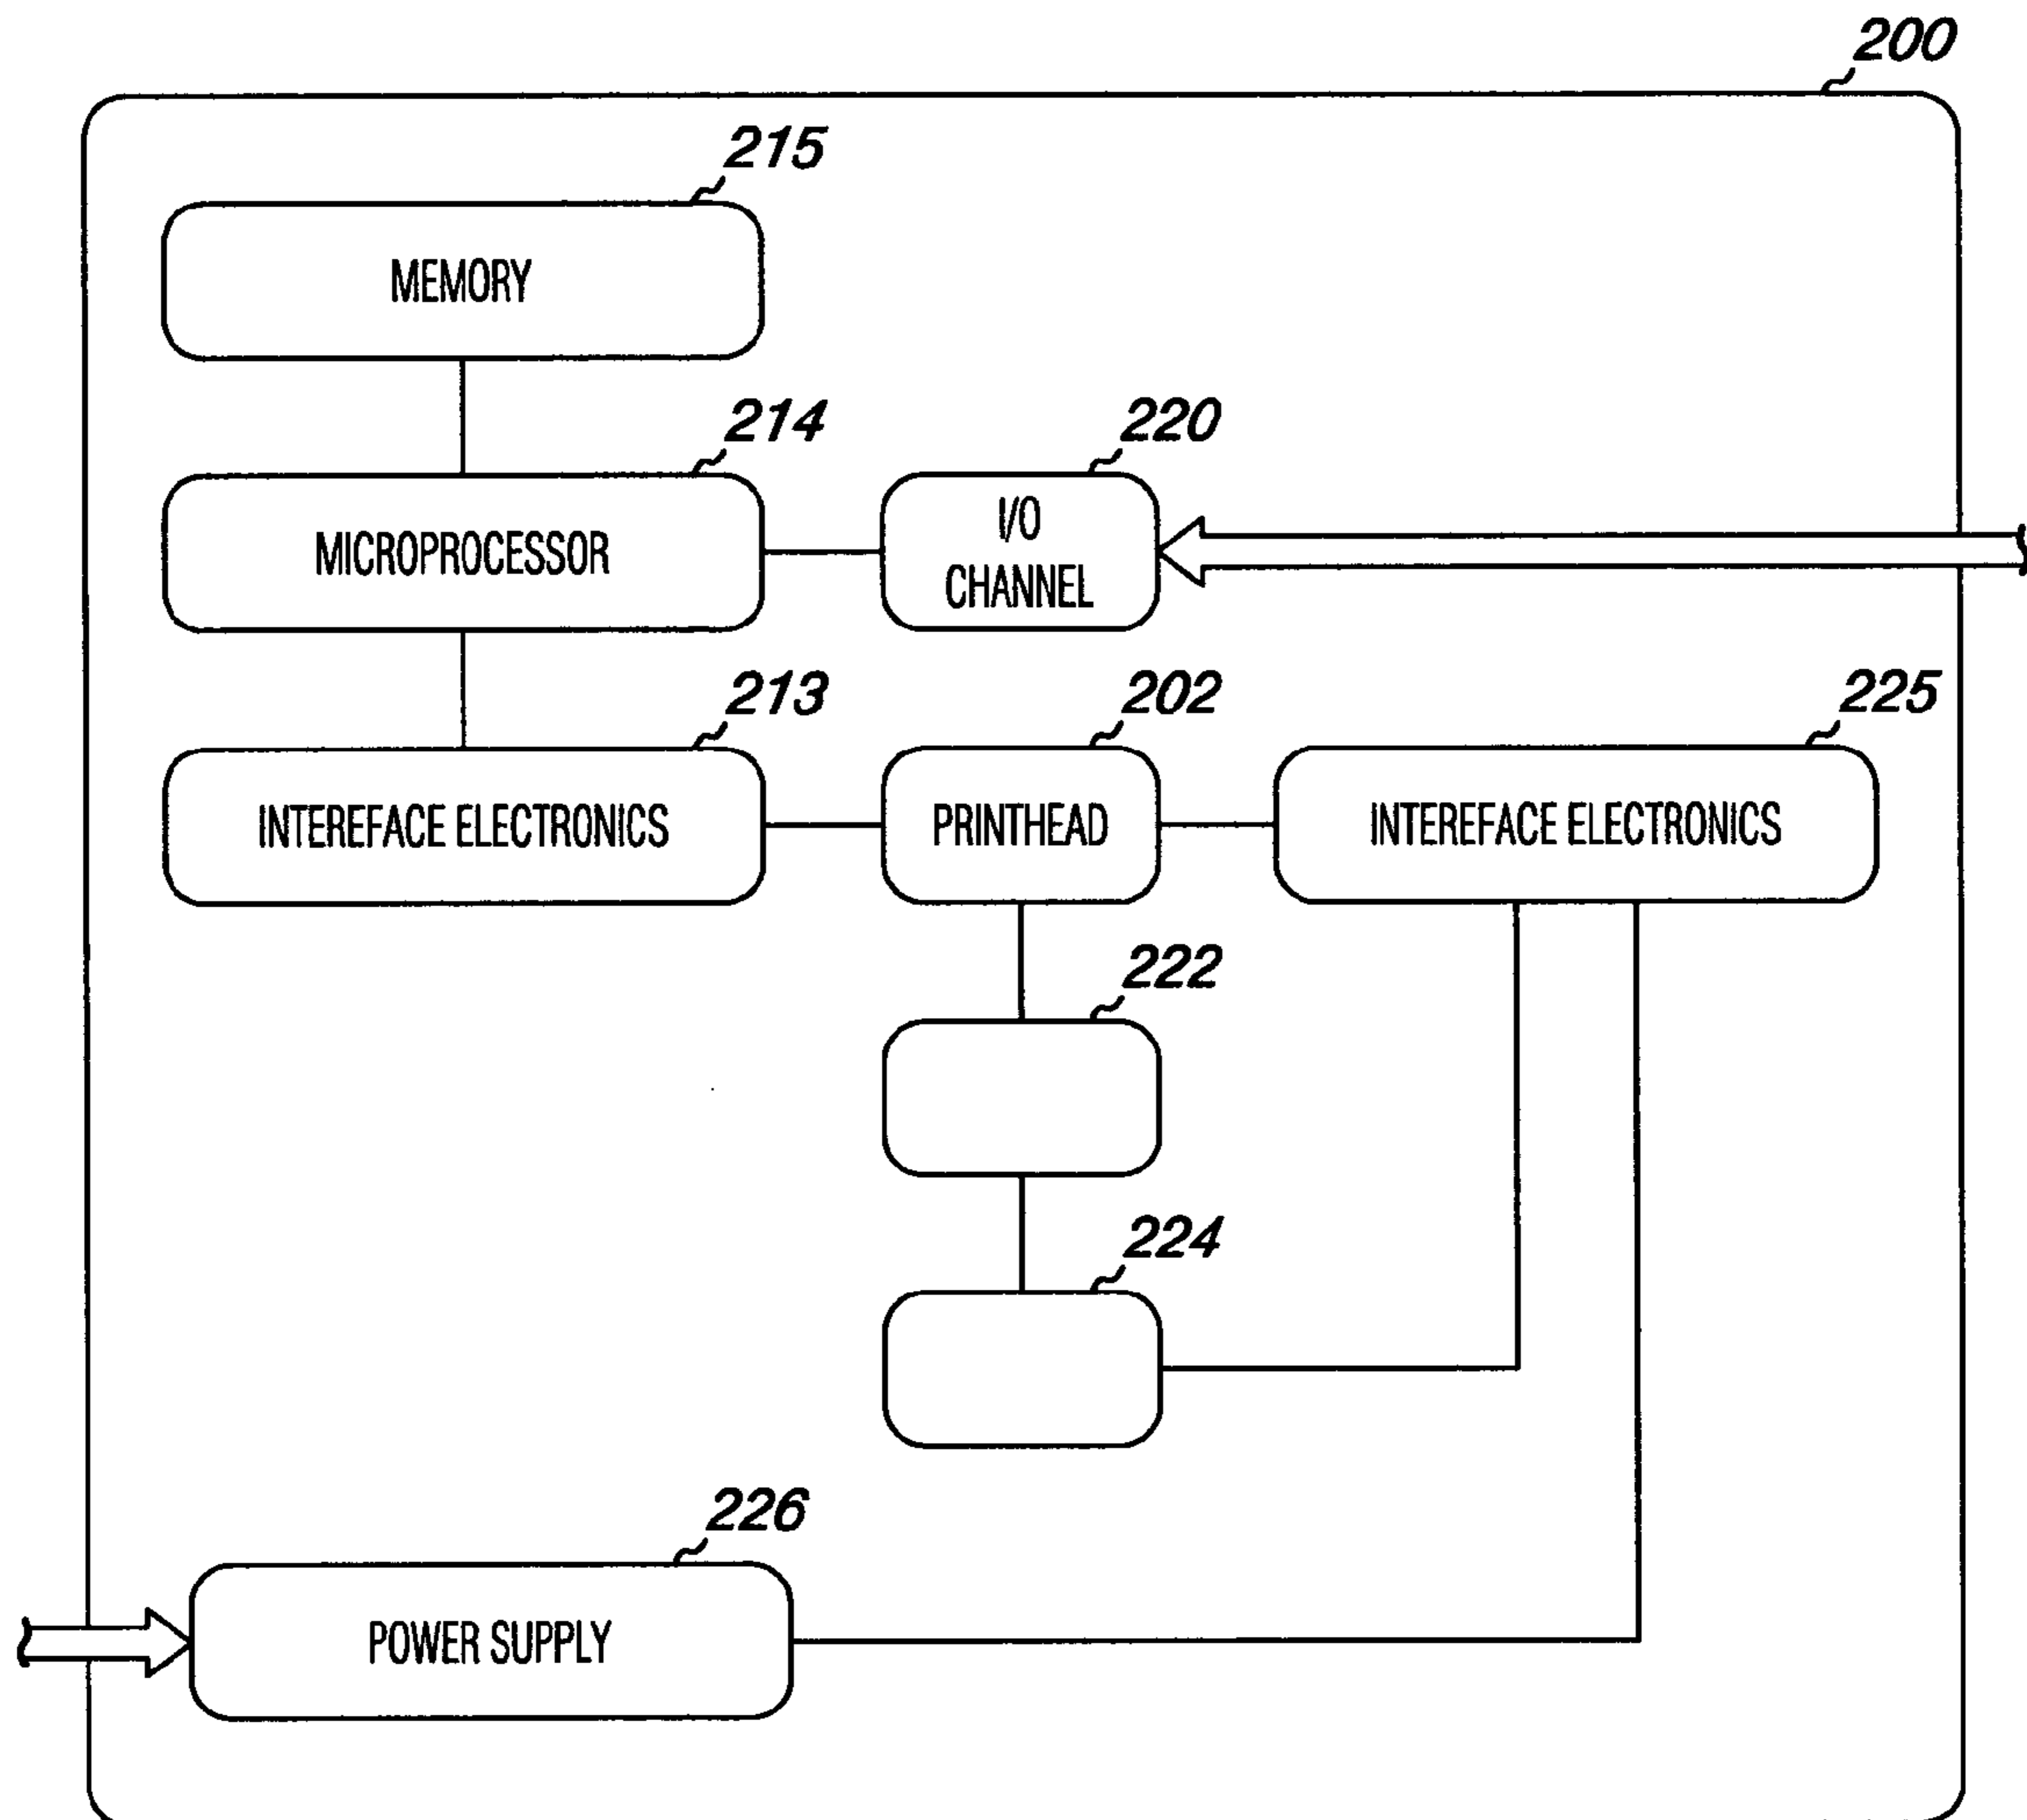 200
215
MEMORY
214
MICROPROCESSOR
220
I/O
CHANNEL
213
INTEREFACE ELECTRONICS
202
PRINTHEAD
225
INTEREFACE ELECTRONICS
222
224
226
POWER SUPPLY